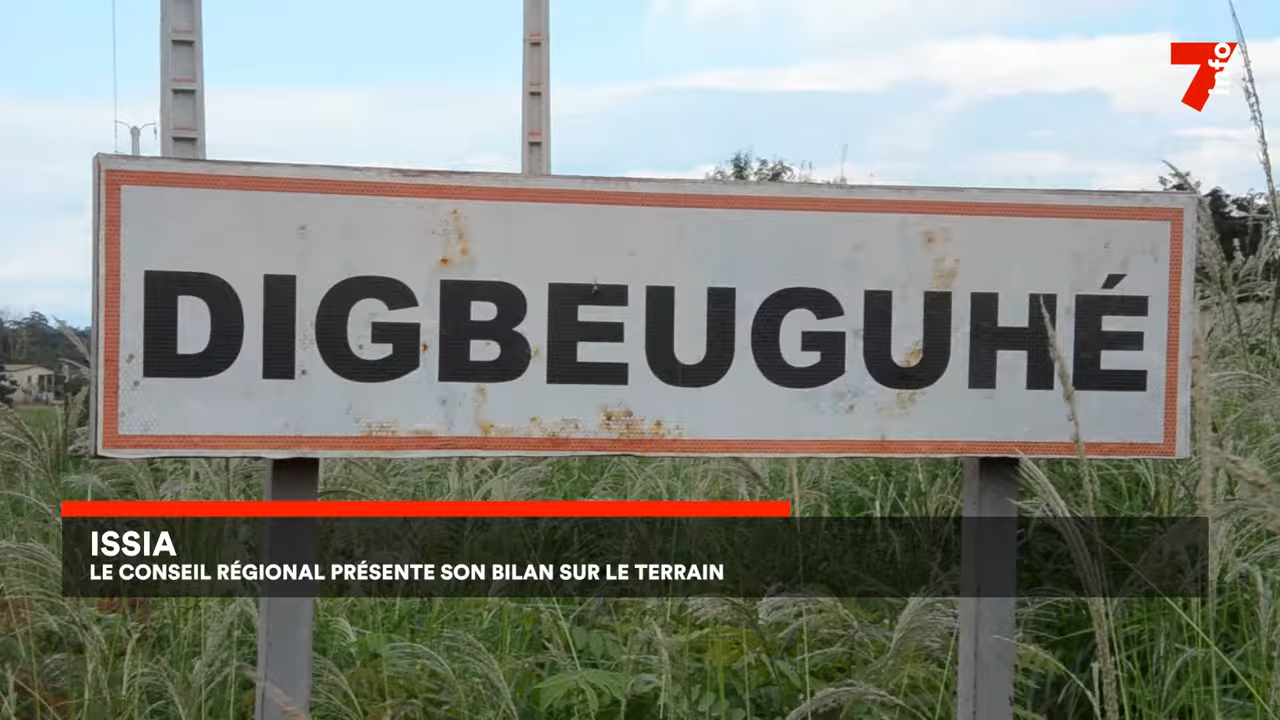 7info
DIGBEUGUHÉ
ISSIA
LE CONSEIL RÉGIONAL PRÉSENTE SON BILAN SUR LE TERRAIN